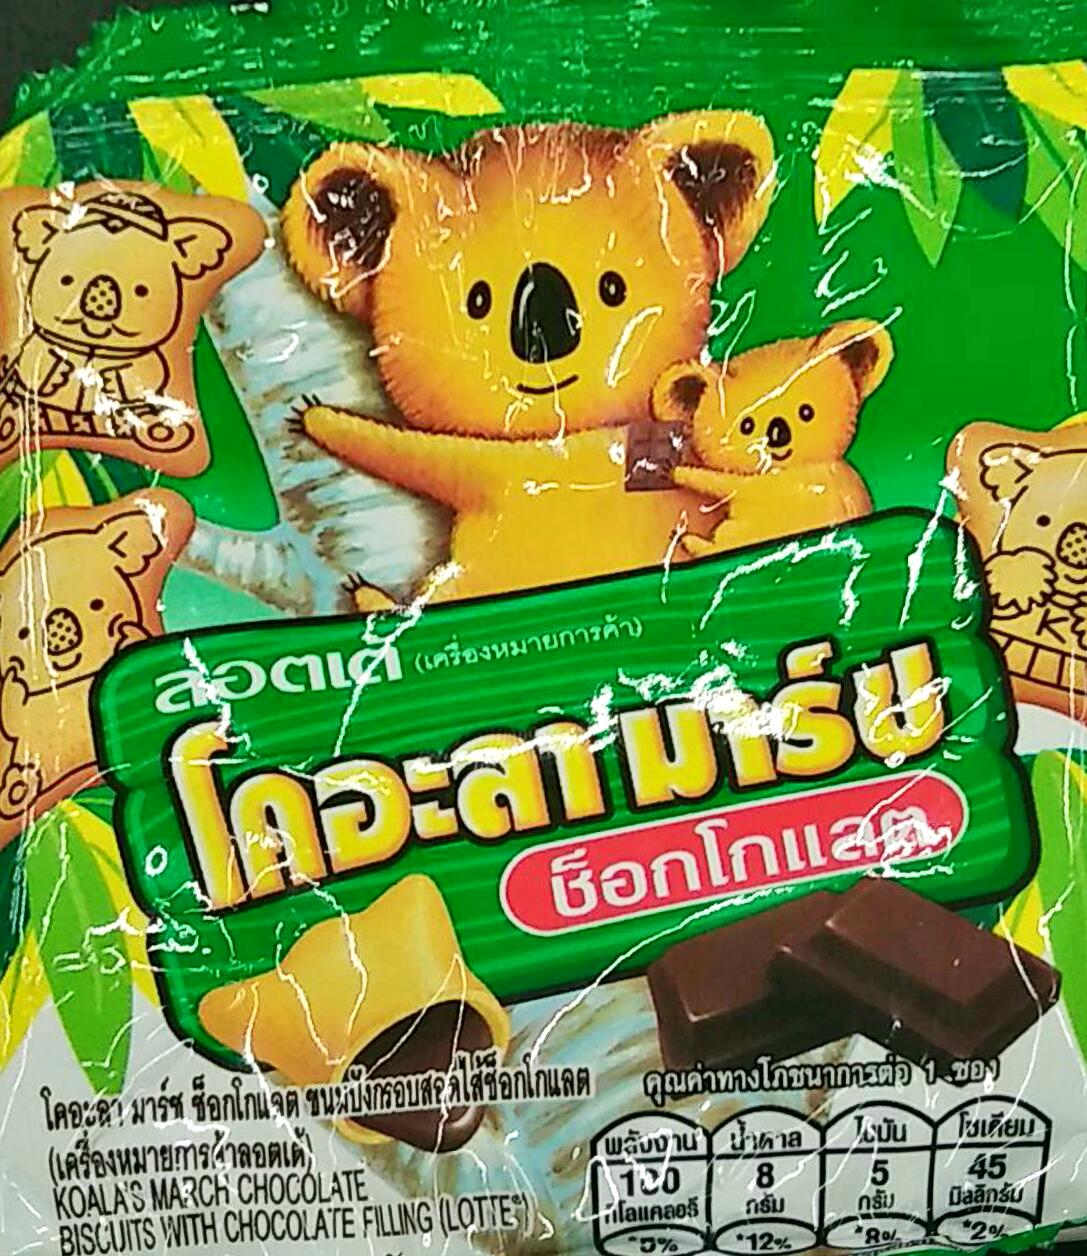 ลอตเต้ (เครื่องหมายการค้า)
โคอะลา มาร์ช
ช็อกโกแลต
โคอะลา มาร์ช ช็อกโกแลต ขนมปังกรอบสอดไส้ช็อกโกแลต
(เครื่องหมายการค้าลอตเต้)
KOALA'S MARCH CHOCOLATE
BISCUITS WITH CHOCOLATE FILLING (LOTTE®)
คุณค่าทางโภชนาการต่อ 1 ซอง
พลังงาน น้ำตาล ไขมัน โซเดียม
100 8 5 45
กิโลแคลอรี กรัม กรัม มิลลิกรัม
*5% *12% *8% *2%